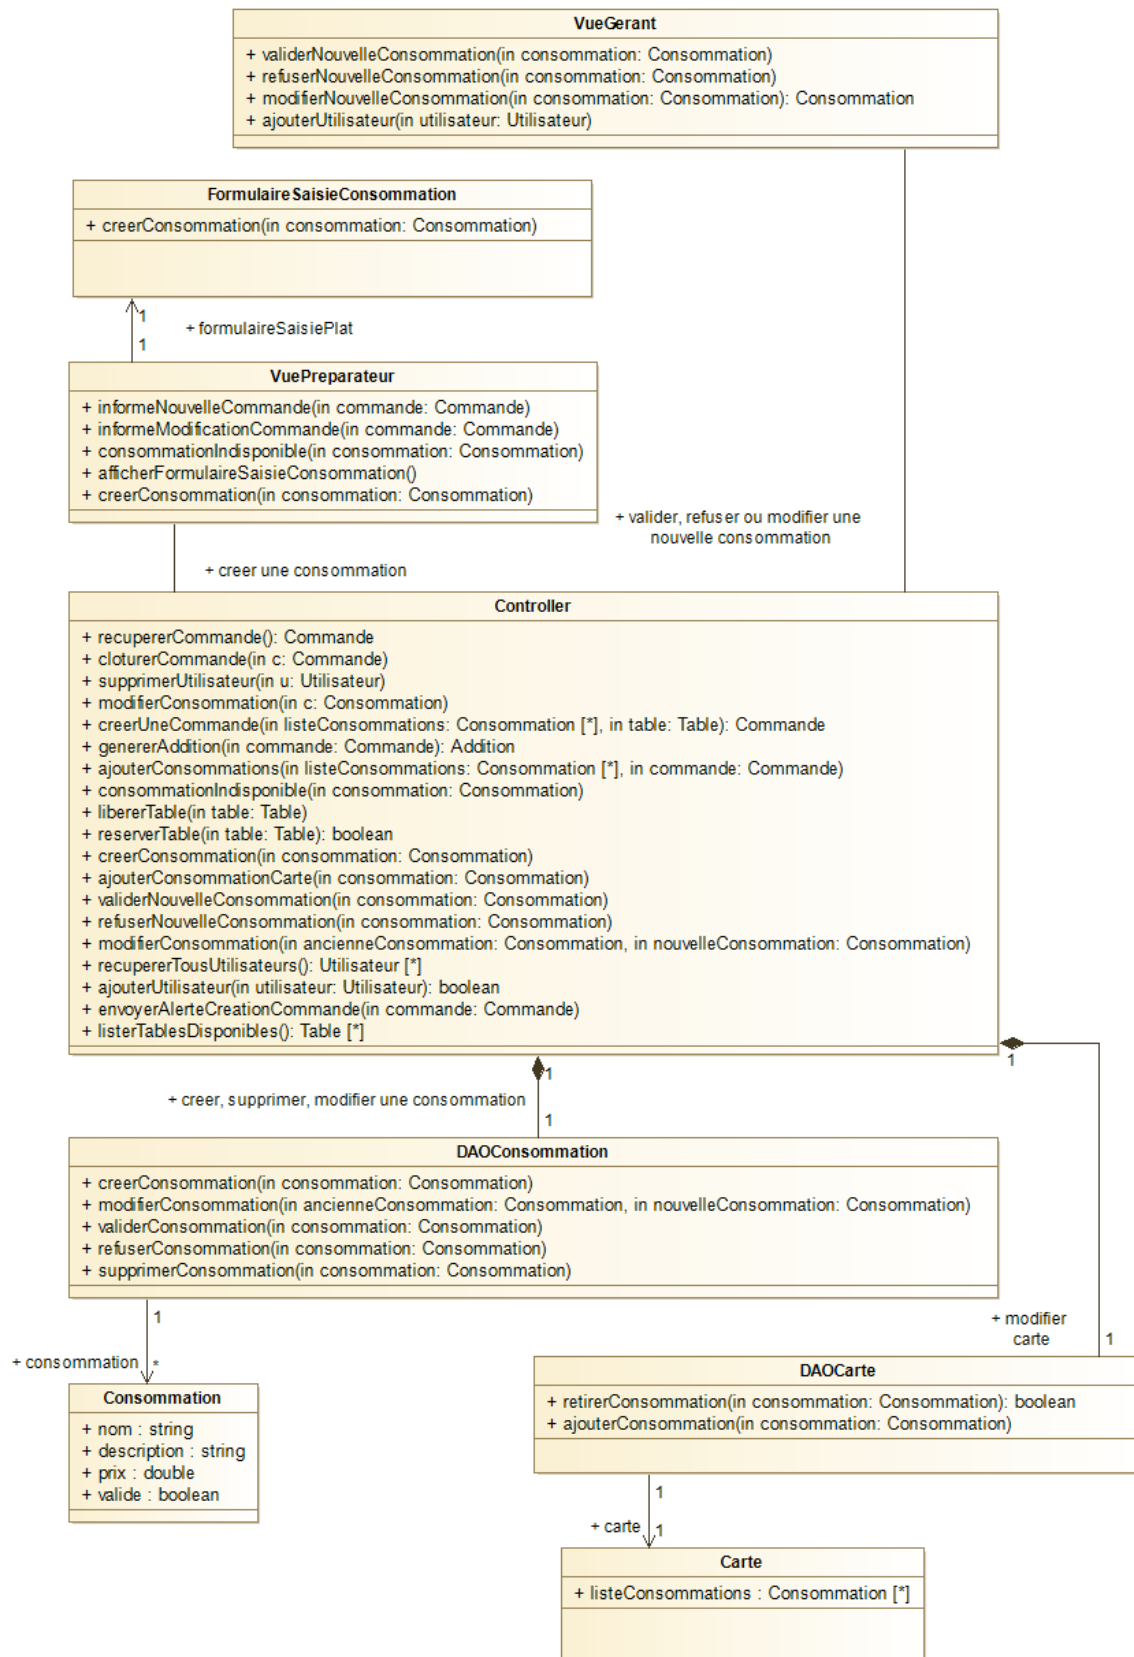 VueGerant
+ validerNouvelleConsommation(in consommation: Consommation)
+ refuserNouvelleConsommation(in consommation: Consommation)
+ modifierNouvelleConsommation(in consommation: Consommation): Consommation
+ ajouterUtilisateur(in utilisateur: Utilisateur)
FormulaireSaisieConsommation
+ creerConsommation(in consommation: Consommation)
1
+ formulaireSaisiePlat
1
VuePreparateur
+ informeNouvelleCommande(in commande: Commande)
+ informeModificationCommande(in commande: Commande)
+ consommationIndisponible(in consommation: Consommation)
+ afficherFormulaireSaisieConsommation()
+ creerConsommation(in consommation: Consommation)
+ valider, refuser ou modifier une
nouvelle consommation
+ creer une consommation
Controller
+ recupererCommande(): Commande
+ cloturerCommande(in c: Commande)
+ supprimerUtilisateur(in u: Utilisateur)
+ modifierConsommation(in c: Consommation)
+ creerUneCommande(in listeConsommations: Consommation [*], in table: Table): Commande
+ genererAddition(in commande: Commande): Addition
+ ajouterConsommations(in listeConsommations: Consommation [*], in commande: Commande)
+ consommationIndisponible(in consommation: Consommation)
+ libererTable(in table: Table)
+ reserverTable(in table: Table): boolean
+ creerConsommation(in consommation: Consommation)
+ ajouterConsommationCarte(in consommation: Consommation)
+ validerNouvelleConsommation(in consommation: Consommation)
+ refuserNouvelleConsommation(in consommation: Consommation)
+ modifierConsommation(in ancienneConsommation: Consommation, in nouvelleConsommation: Consommation)
+ recupererTousUtilisateurs(): Utilisateur [*]
+ ajouterUtilisateur(in utilisateur: Utilisateur): boolean
+ envoyerAlerteCreationCommande(in commande: Commande)
+ listerTablesDisponibles(): Table [*]
1
1
+ creer, supprimer, modifier une consommation
1
DAOConsommation
+ creerConsommation(in consommation: Consommation)
+ modifierConsommation(in ancienneConsommation: Consommation, in nouvelleConsommation: Consommation)
+ validerConsommation(in consommation: Consommation)
+ refuserConsommation(in consommation: Consommation)
+ supprimerConsommation(in consommation: Consommation)
1
+ consommation
*
+ modifier
carte
1
Consommation
+ nom : string
+ description : string
+ prix : double
+ valide : boolean
DAOCarte
+ retirerConsommation(in consommation: Consommation): boolean
+ ajouterConsommation(in consommation: Consommation)
1
+ carte
1
Carte
+ listeConsommations : Consommation [*]